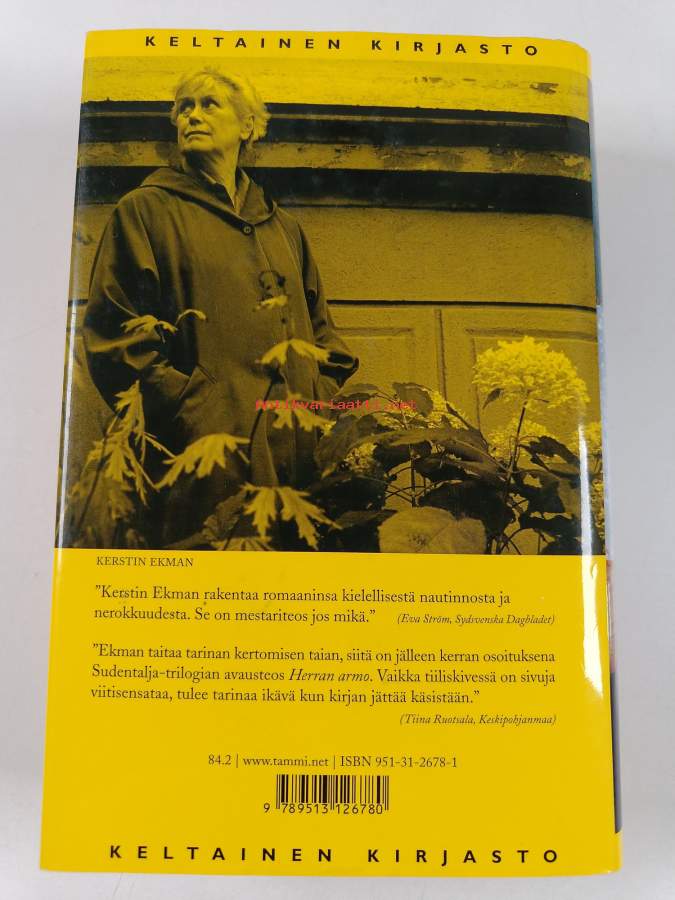 KELTAINEN KIRJASTO
Antikvariaatti.net
KERSTIN EKMAN
”Kerstin Ekman rakentaa romaaninsa kielellisestä nautinnosta ja
nerokkuudesta. Se on mestariteos jos mikä.” (Eva Ström, Sydsvenska Dagbladet)
”Ekman taitaa tarinan kertomisen taian, siitä on jälleen kerran osoituksena
Sudentalja-trilogian avausteos Herran armo. Vaikka tiiliskivessä on sivuja
viitisensataa, tulee tarinaa ikävä kun kirjan jättää käsistään.”
(Tiina Ruotsala, Keskipohjanmaa)
84.2 | www.tammi.net | ISBN 951-31-2678-1
9 789513 126780
KELTAINEN KIRJASTO